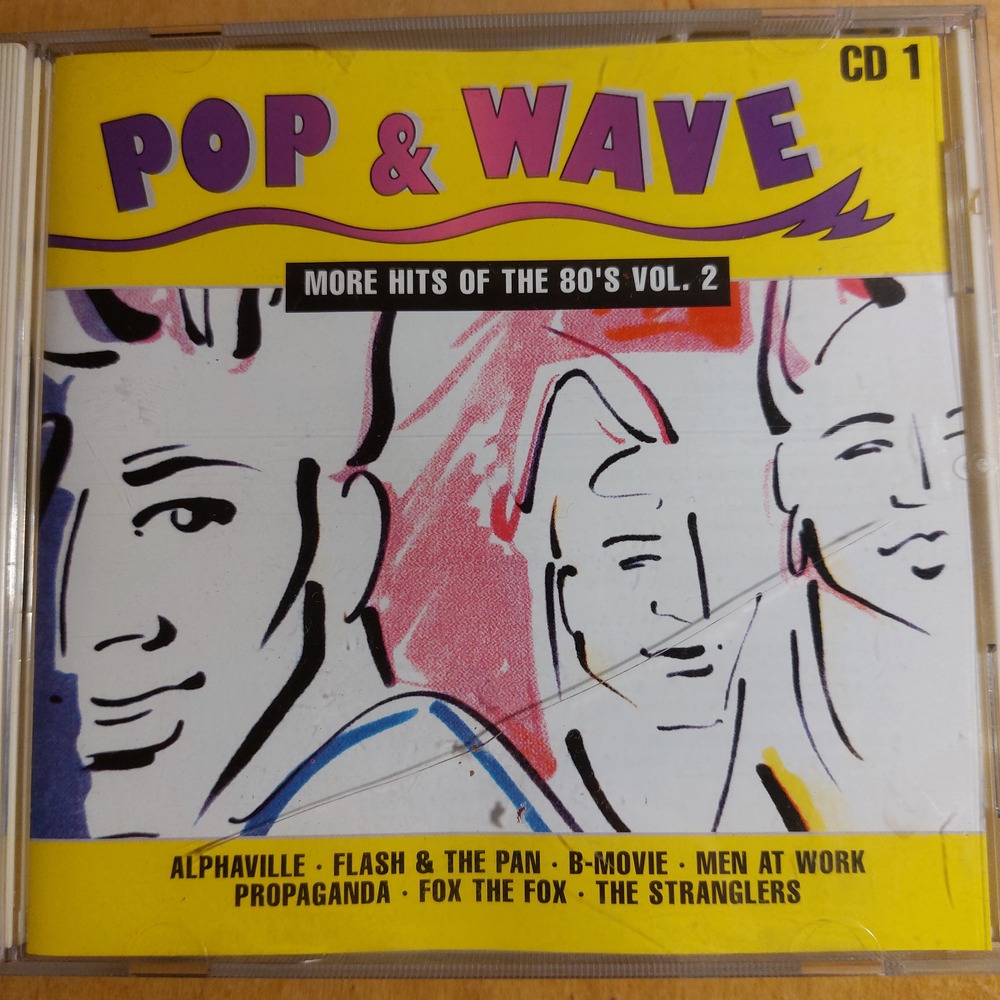 CD 1
POP & WAVE
MORE HITS OF THE 80'S VOL. 2
ALPHAVILLE · FLASH & THE PAN · B-MOVIE · MEN AT WORK
PROPAGANDA · FOX THE FOX · THE STRANGLERS